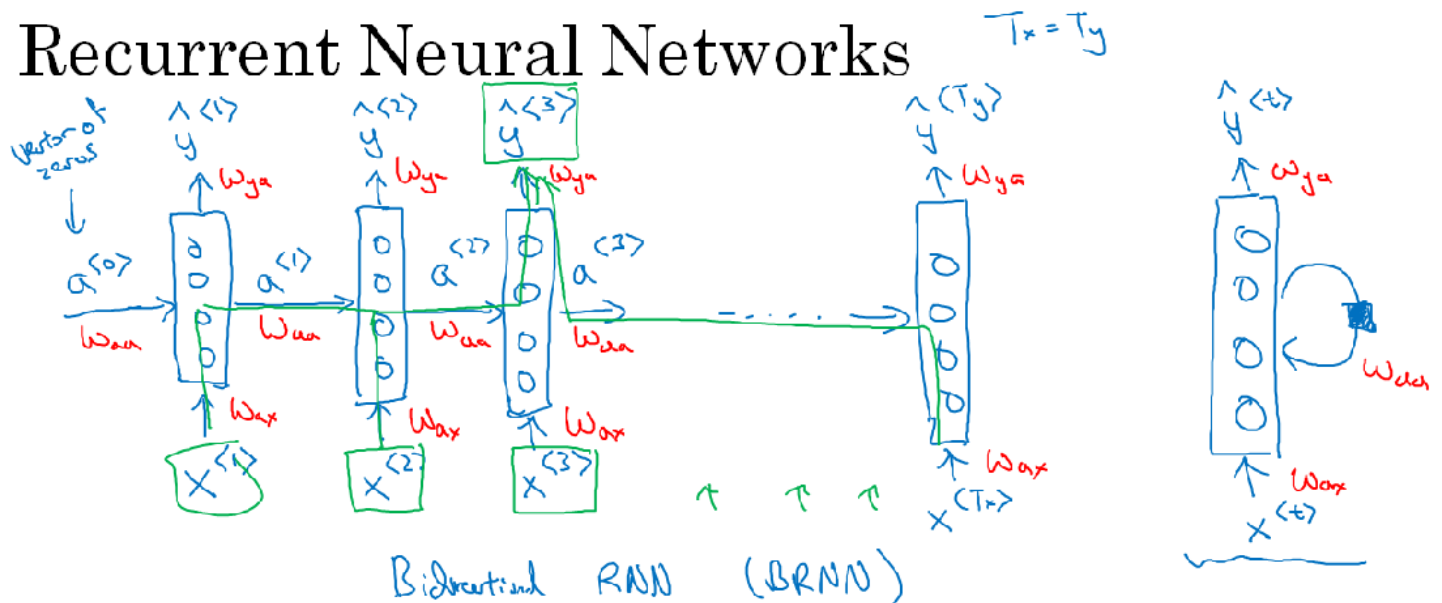 Recurrent Neural Networks
Tx = Ty
vector of zeros
ŷ<1> ŷ<2> ŷ<3> ŷ<Ty> ŷ<t>
Wya Wya Wya Wya Wya
a<0> a<1> a<2> a<3> .....
Waa Waa Waa Waa Waa
Wax Wax Wax Wax Wax
x<1> x<2> x<3> x<Tx> x<t>
Bidirectional RNN (BRNN)